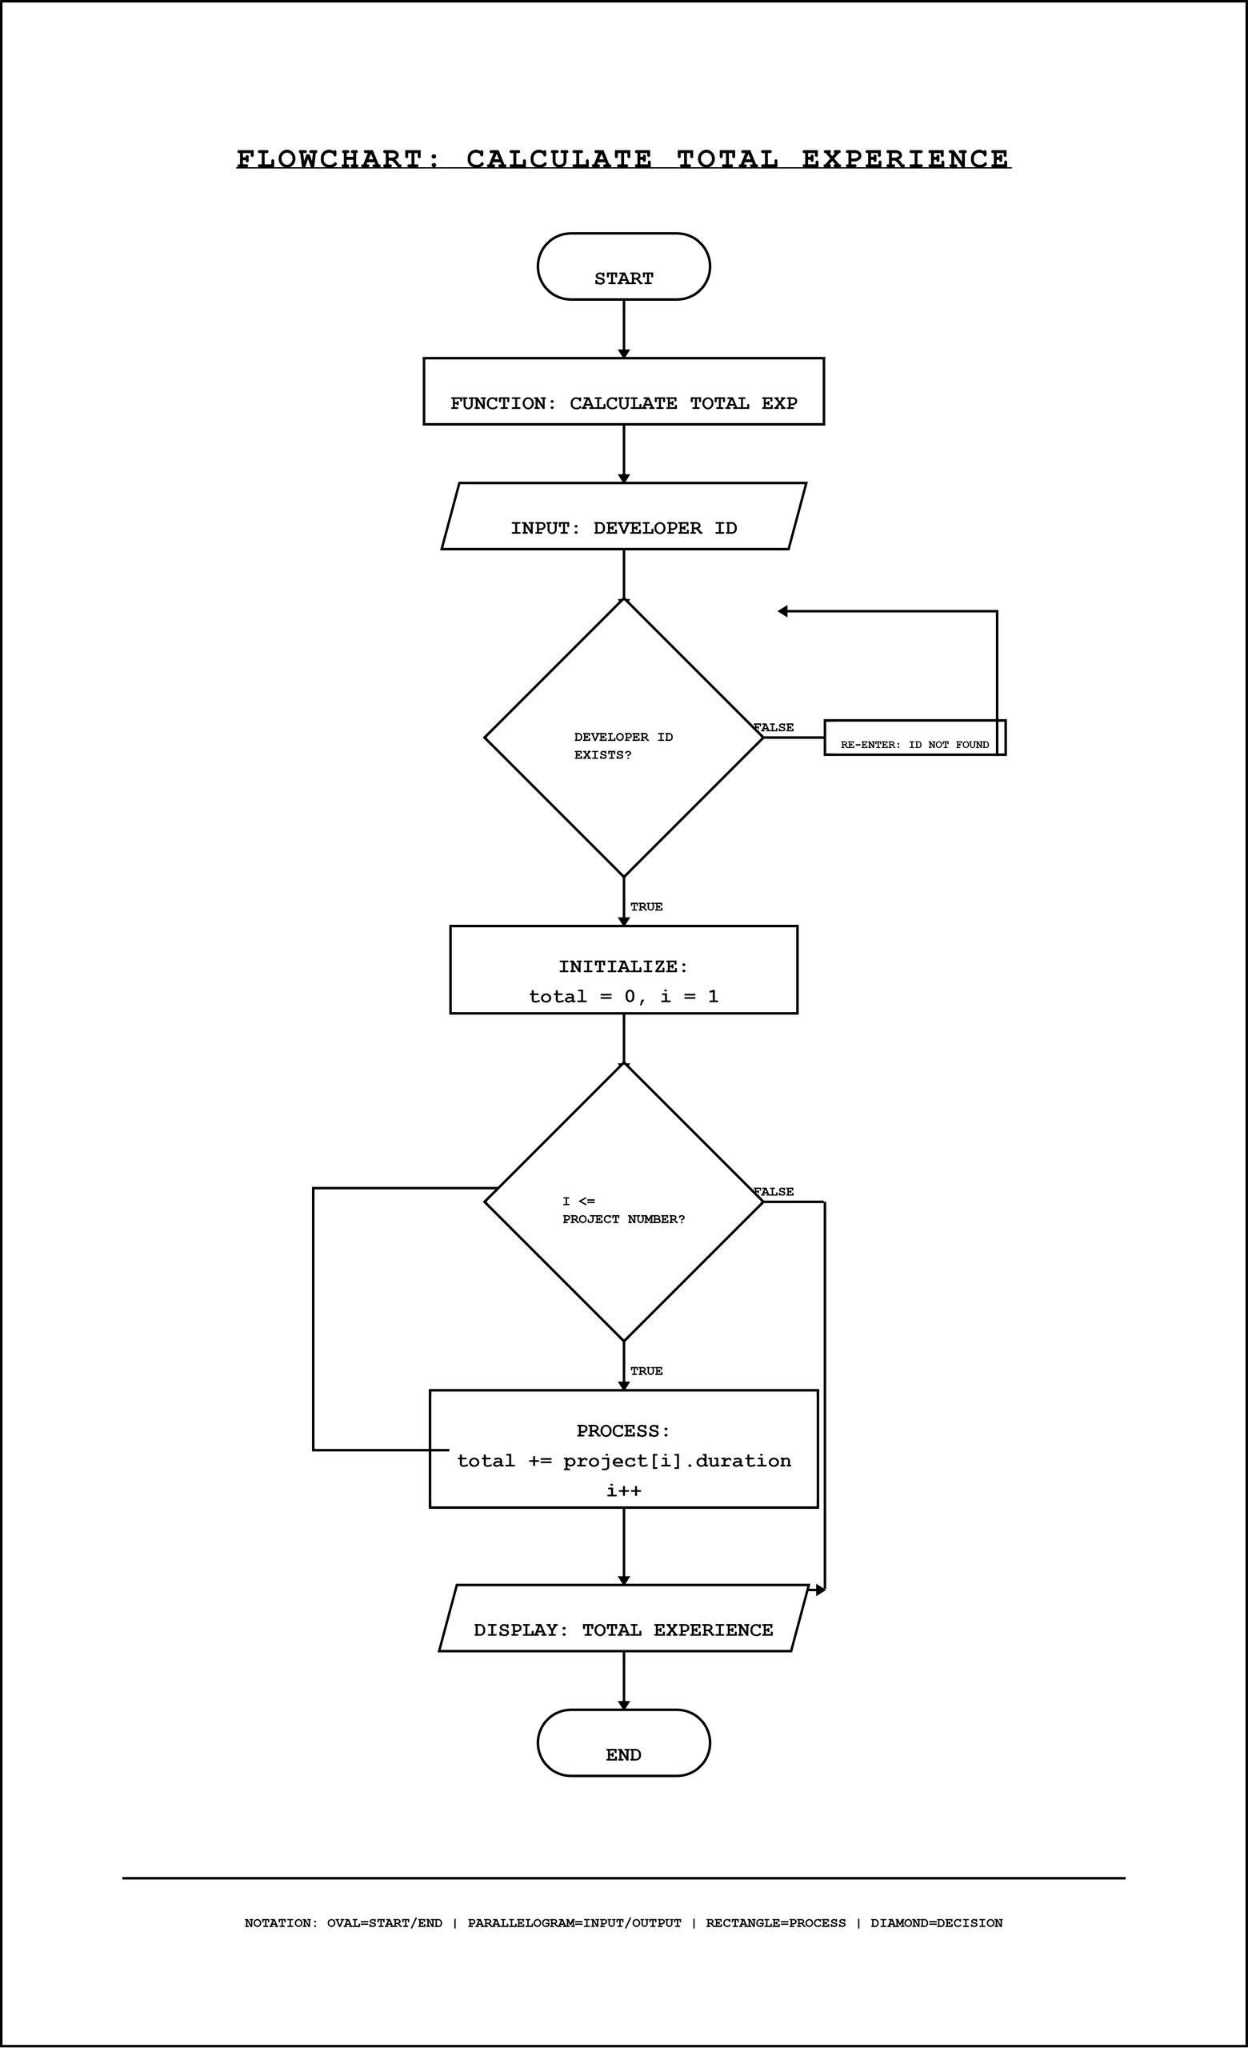 FLOWCHART: CALCULATE TOTAL EXPERIENCE
START
FUNCTION: CALCULATE TOTAL EXP
INPUT: DEVELOPER ID
DEVELOPER ID
EXISTS?
FALSE
RE-ENTER: ID NOT FOUND
TRUE
INITIALIZE:
total = 0, i = 1
I <=
PROJECT NUMBER?
FALSE
TRUE
PROCESS:
total += project[i].duration
i++
DISPLAY: TOTAL EXPERIENCE
END
NOTATION: OVAL=START/END | PARALLELOGRAM=INPUT/OUTPUT | RECTANGLE=PROCESS | DIAMOND=DECISION